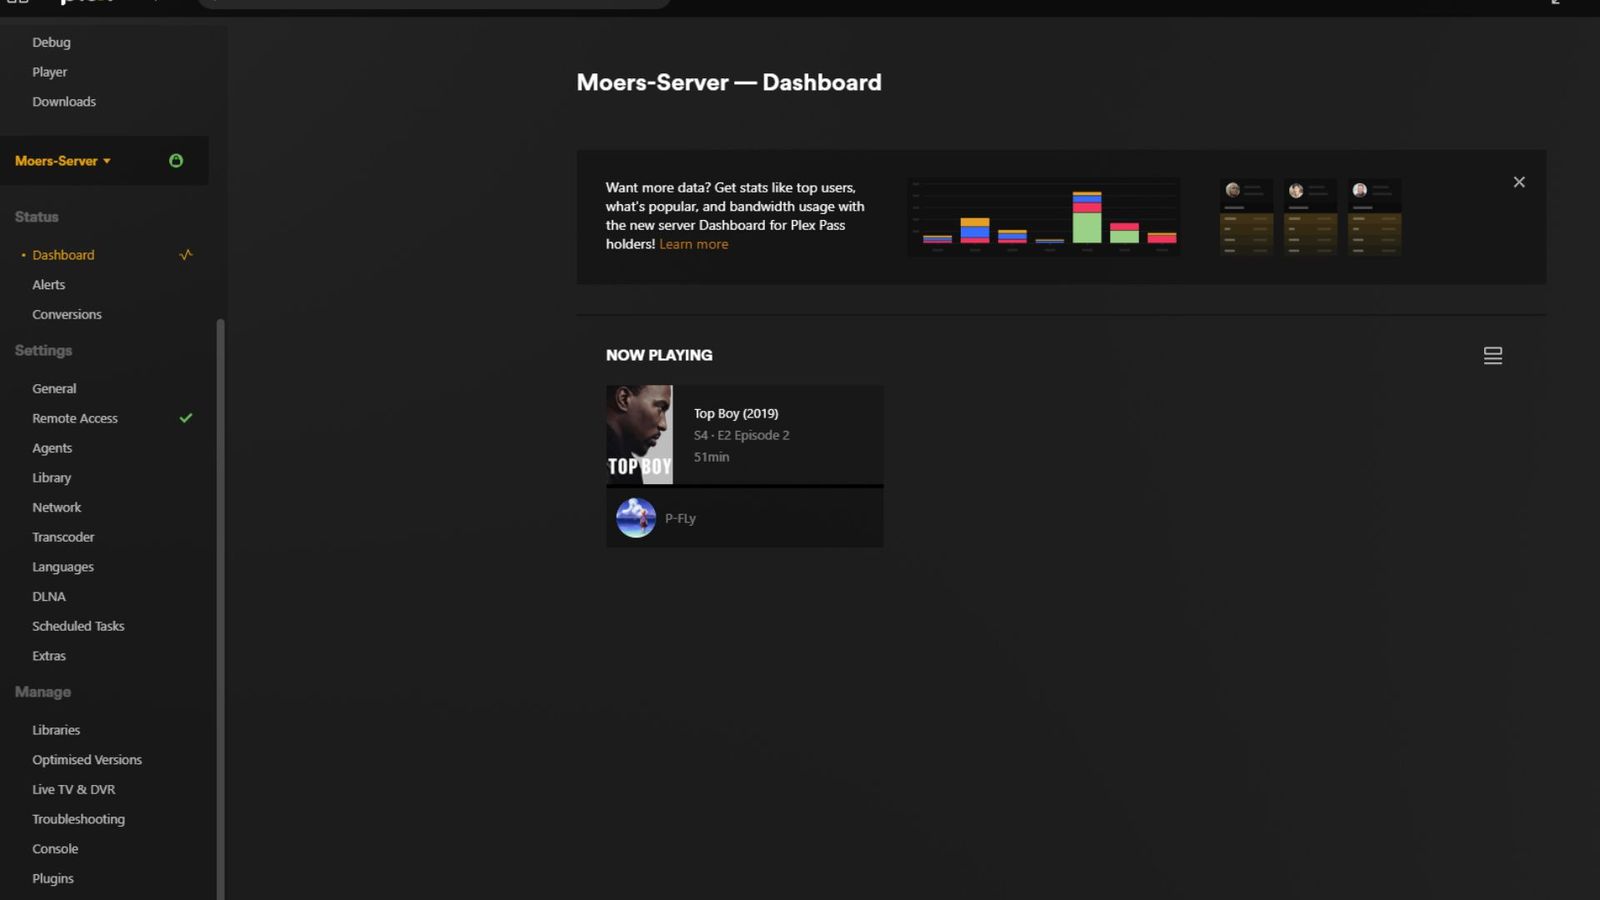 Debug
Player
Downloads
Moers-Server
Status
Dashboard
Alerts
Conversions
Settings
General
Remote Access
Agents
Library
Network
Transcoder
Languages
DLNA
Scheduled Tasks
Extras
Manage
Libraries
Optimised Versions
Live TV & DVR
Troubleshooting
Console
Plugins
Moers-Server — Dashboard
Want more data? Get stats like top users,
what's popular, and bandwidth usage with
the new server Dashboard for Plex Pass
holders! Learn more
NOW PLAYING
TOP BOY
Top Boy (2019)
S4 · E2 Episode 2
51min
P-FLy